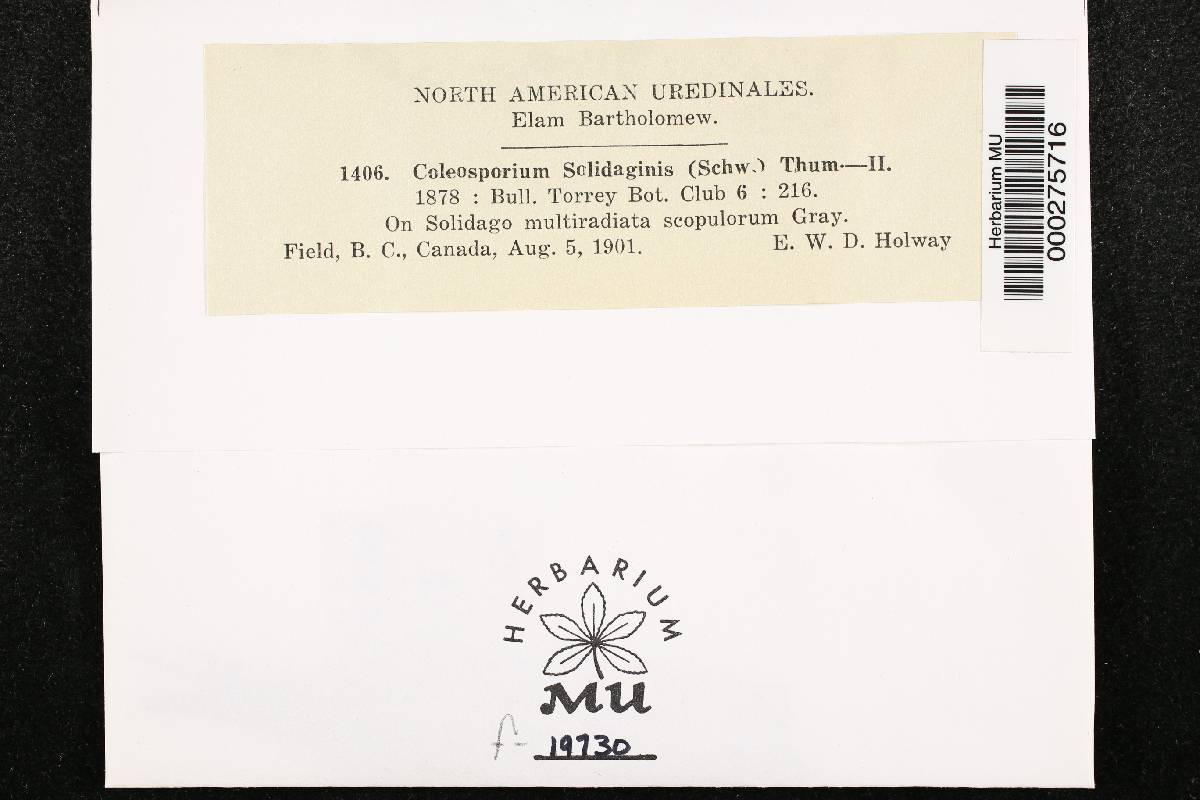 NORTH AMERICAN UREDINALES.
Elam Bartholomew.
1406. Coleosporium Solidaginis (Schw.) Thum.—II.
1878 : Bull. Torrey Bot. Club 6 : 216.
On Solidago multiradiata scopulorum Gray.
Field, B. C., Canada, Aug. 5, 1901. E. W. D. Holway
Herbarium MU
000275716
HERBARIUM
MU
19730